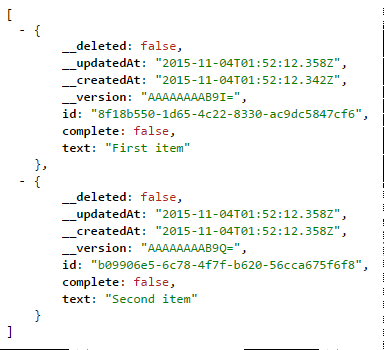 [
- {
__deleted: false,
__updatedAt: "2015-11-04T01:52:12.358Z",
__createdAt: "2015-11-04T01:52:12.342Z",
__version: "AAAAAAAAB9I=",
id: "8f18b550-1d65-4c22-8330-ac9dc5847cf6",
complete: false,
text: "First item"
},
- {
__deleted: false,
__updatedAt: "2015-11-04T01:52:12.358Z",
__createdAt: "2015-11-04T01:52:12.358Z",
__version: "AAAAAAAAB9Q=",
id: "b09906e5-6c78-4f7f-b620-56cca675f6f8",
complete: false,
text: "Second item"
}
]